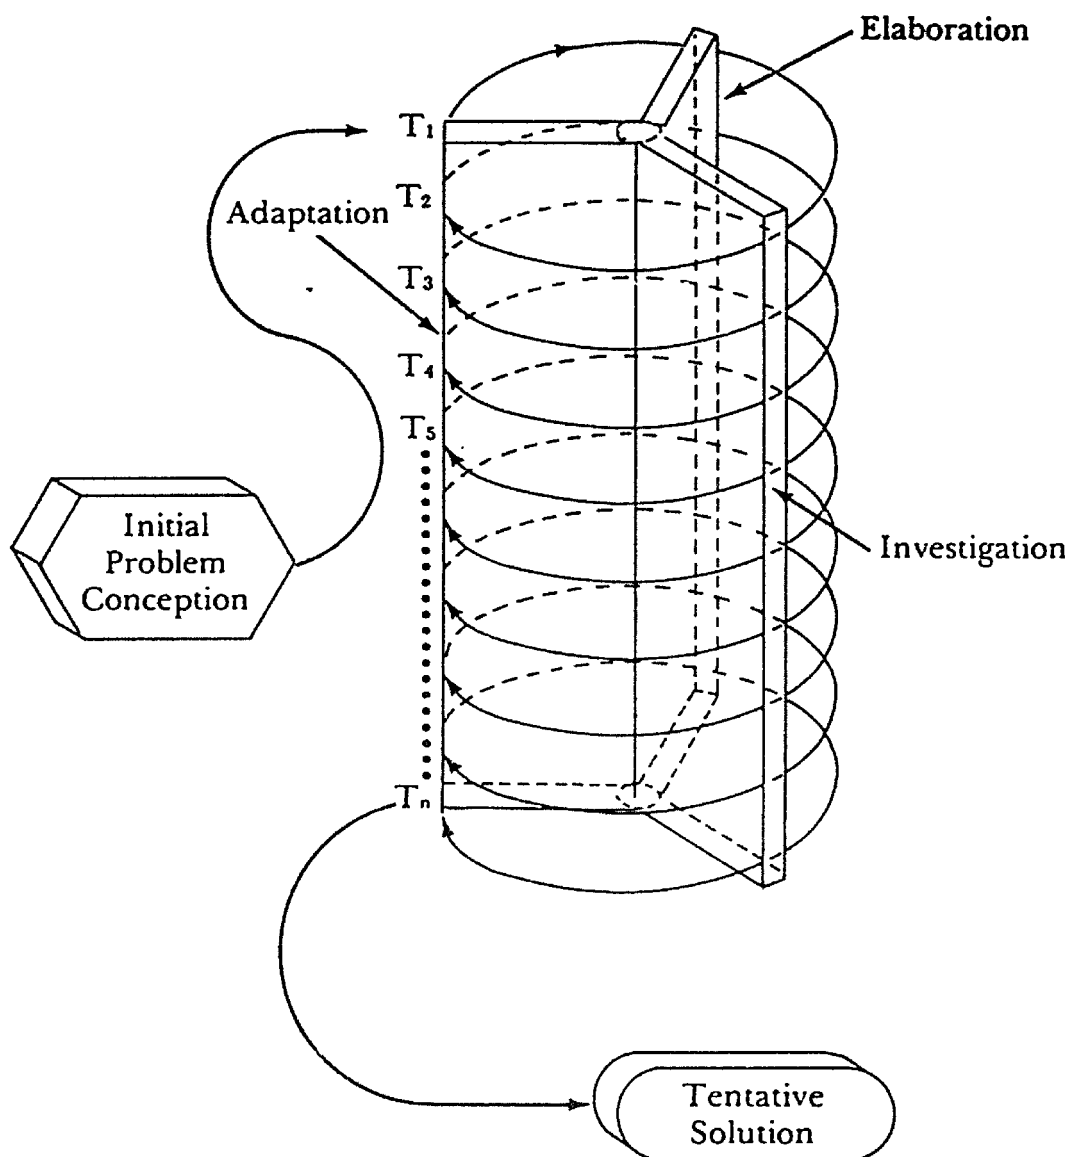 Elaboration
T₁
T₂
Adaptation
T₃
T₄
T₅
Initial
Problem
Conception
Investigation
Tₙ
Tentative
Solution